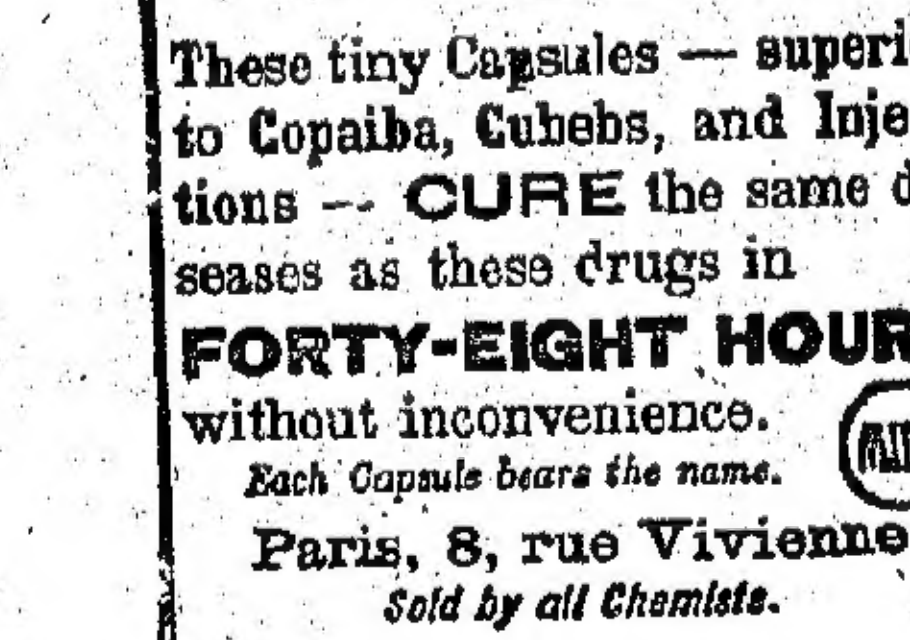 These tiny Capsules — superi
to Copaiba, Cubebs, and Inje
tions — CURE the same d
seases as these drugs in
FORTY-EIGHT HOUR
without inconvenience.
Each Capsule bears the name.
Paris, 8, rue Vivienne
Sold by all Chemists.